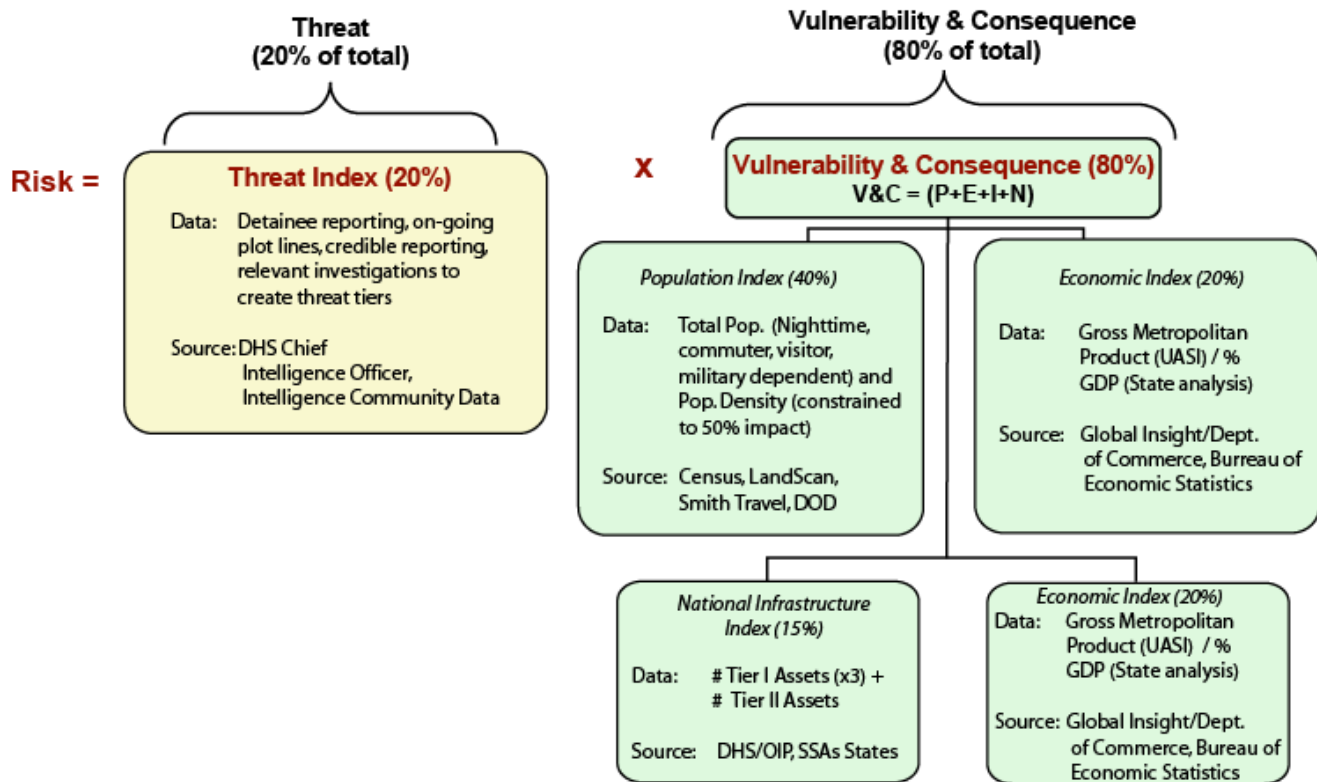 Threat
(20% of total)
Vulnerability & Consequence
(80% of total)
Risk =
Threat Index (20%)
Data: Detainee reporting, on-going
plot lines, credible reporting,
relevant investigations to
create threat tiers
Source: DHS Chief
Intelligence Officer,
Intelligence Community Data
x
Vulnerability & Consequence (80%)
V&C = (P+E+I+N)
Population Index (40%)
Data: Total Pop. (Nighttime,
commuter, visitor,
military dependent) and
Pop. Density (constrained
to 50% impact)
Source: Census, LandScan,
Smith Travel, DOD
Economic Index (20%)
Data: Gross Metropolitan
Product (UASI) / %
GDP (State analysis)
Source: Global Insight/Dept.
of Commerce, Burreau of
Economic Statistics
National Infrastructure
Index (15%)
Data: # Tier I Assets (x3) +
# Tier II Assets
Source: DHS/OIP, SSAs States
Economic Index (20%)
Data: Gross Metropolitan
Product (UASI) / %
GDP (State analysis)
Source: Global Insight/Dept.
of Commerce, Bureau of
Economic Statistics